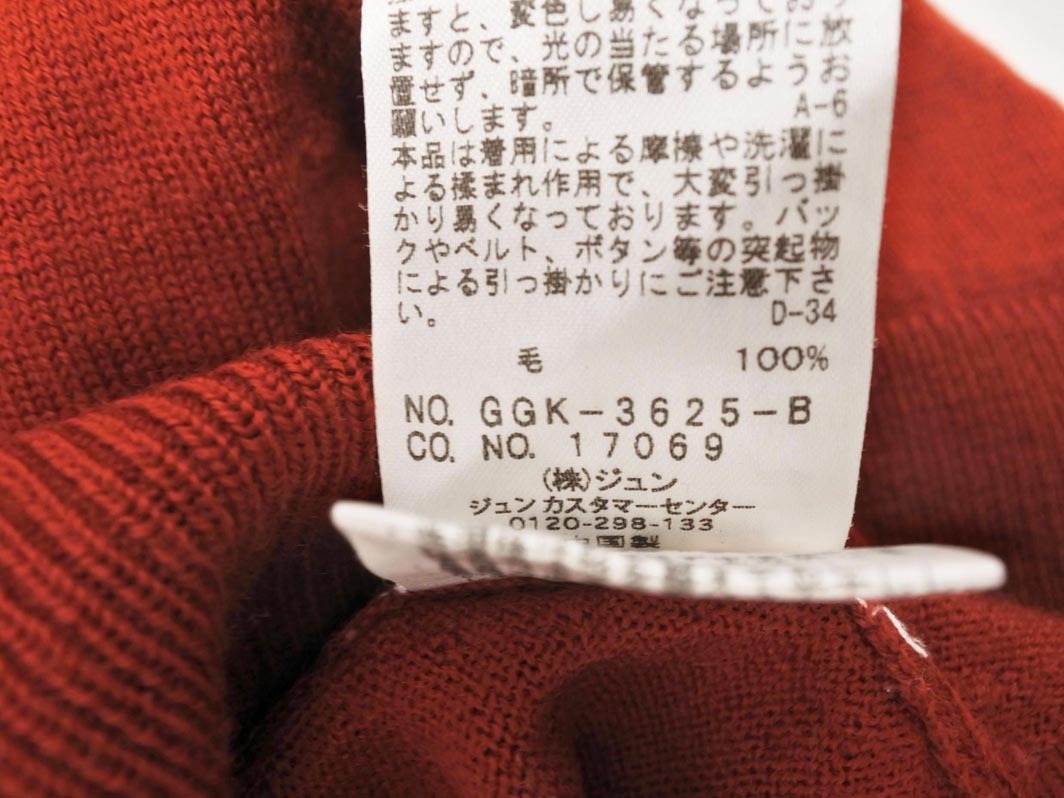 ますと、変色し易くなってお
ますので、光の当たる場所に放
置せず、暗所で保管するようお
願いします。
A-6
本品は着用による摩擦や洗濯に
よる揉まれ作用で、大変引っ掛
かり易くなっております。バッ
クやベルト、ボタン等の突起物
による引っ掛かりにご注意下さ
い。
D-34
毛 100%
NO. GGK-3625-B
CO. NO. 17069
(株)ジュン
ジュンカスタマーセンター
0120-298-133
中国製